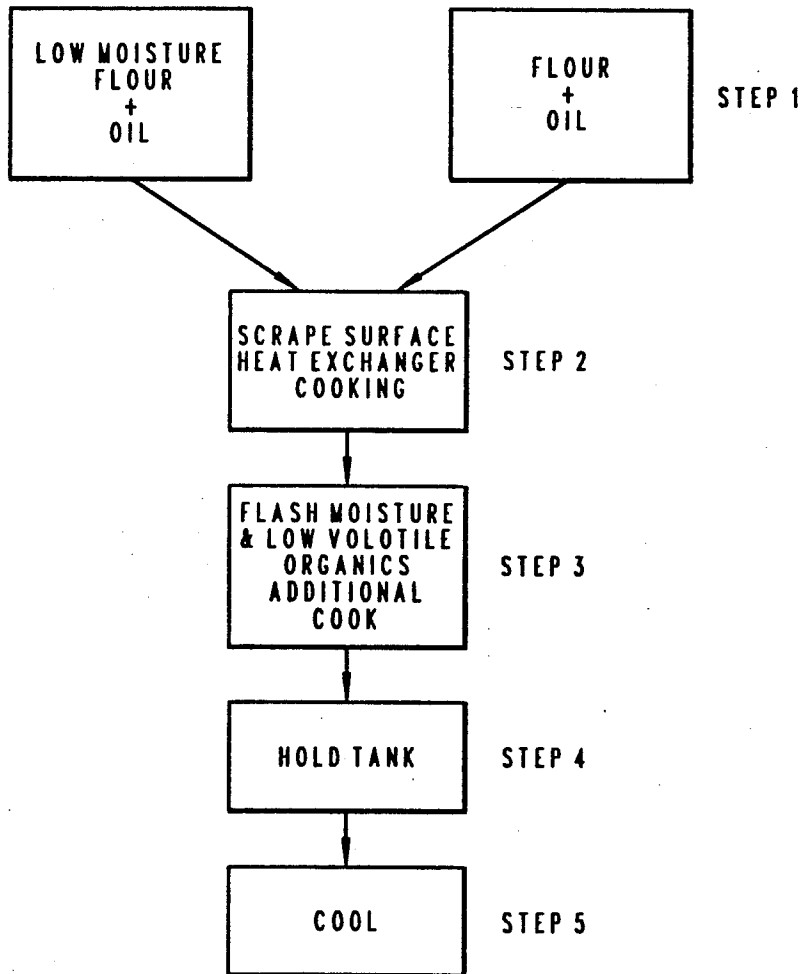 LOW MOISTURE
FLOUR
+
OIL
FLOUR
+
OIL
STEP 1
SCRAPE SURFACE
HEAT EXCHANGER
COOKING
STEP 2
FLASH MOISTURE
& LOW VOLOTILE
ORGANICS
ADDITIONAL
COOK
STEP 3
HOLD TANK
STEP 4
COOL
STEP 5